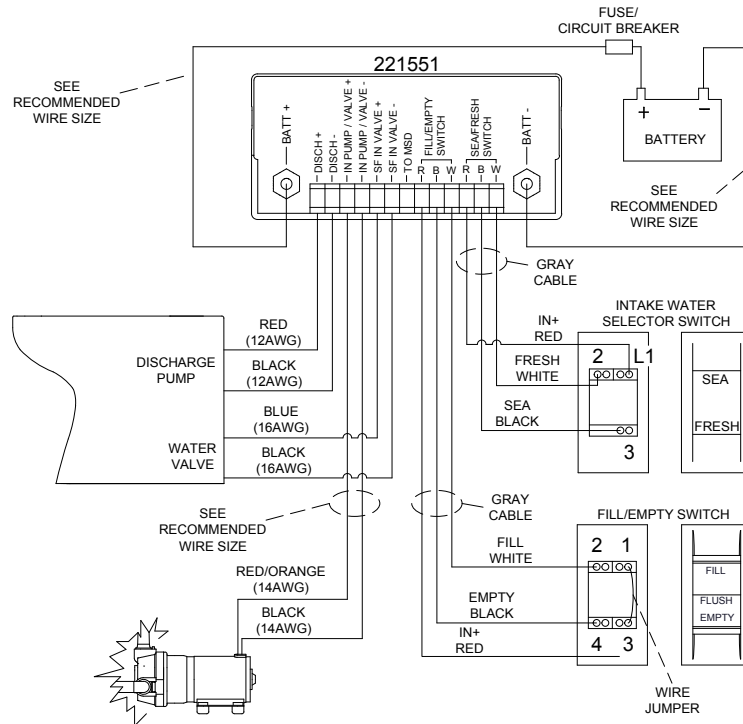 FUSE/
CIRCUIT BREAKER
221551
SEE
RECOMMENDED
WIRE SIZE
BATT +
DISCH +
DISCH -
IN PUMP / VALVE +
IN PUMP / VALVE -
SF IN VALVE +
SF IN VALVE -
TO MSD
FILL/EMPTY
SWITCH
R B W
SEA/FRESH
SWITCH
R B W
BATT -
+ –
BATTERY
SEE
RECOMMENDED
WIRE SIZE
GRAY
CABLE
INTAKE WATER
SELECTOR SWITCH
IN+
RED
2 L1
FRESH
WHITE
SEA
BLACK
3
SEA
FRESH
DISCHARGE
PUMP
RED
(12AWG)
BLACK
(12AWG)
WATER
VALVE
BLUE
(16AWG)
BLACK
(16AWG)
SEE
RECOMMENDED
WIRE SIZE
GRAY
CABLE
FILL/EMPTY SWITCH
FILL
WHITE
2 1
EMPTY
BLACK
4 3
IN+
RED
FILL
FLUSH
EMPTY
WIRE
JUMPER
RED/ORANGE
(14AWG)
BLACK
(14AWG)